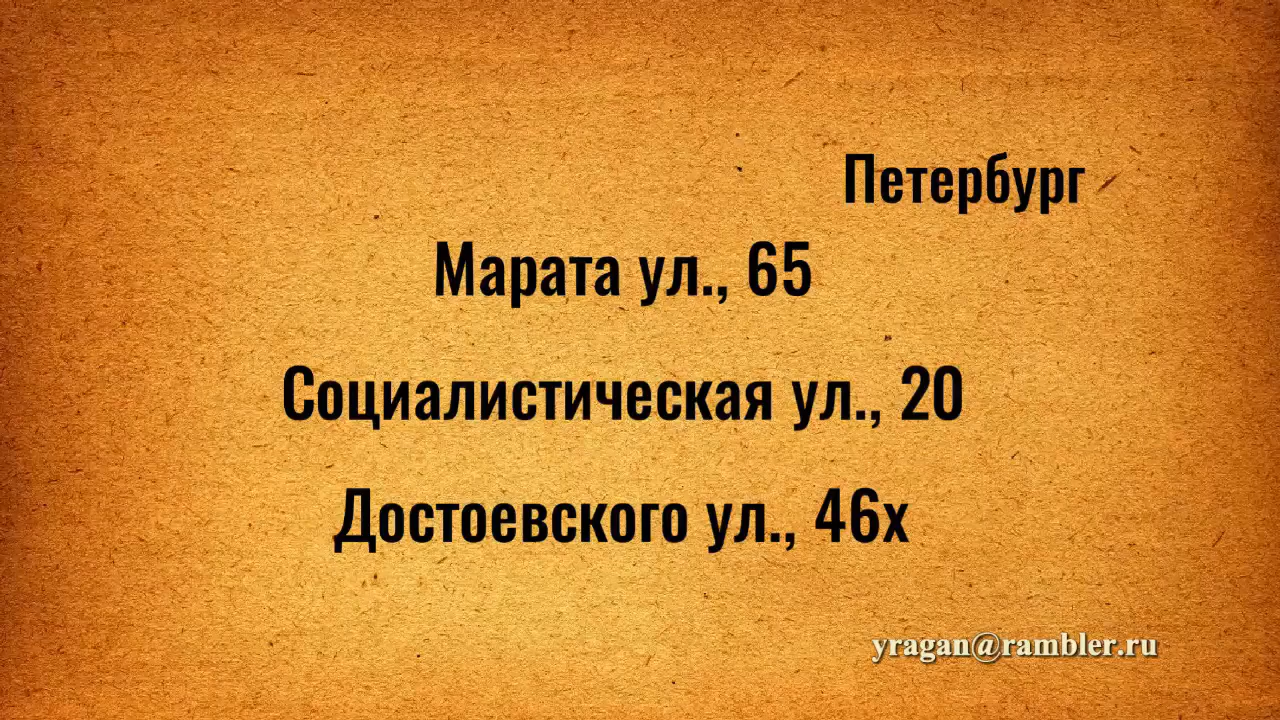 Петербург
Марата ул., 65
Социалистическая ул., 20
Достоевского ул., 46х
yragan@rambler.ru